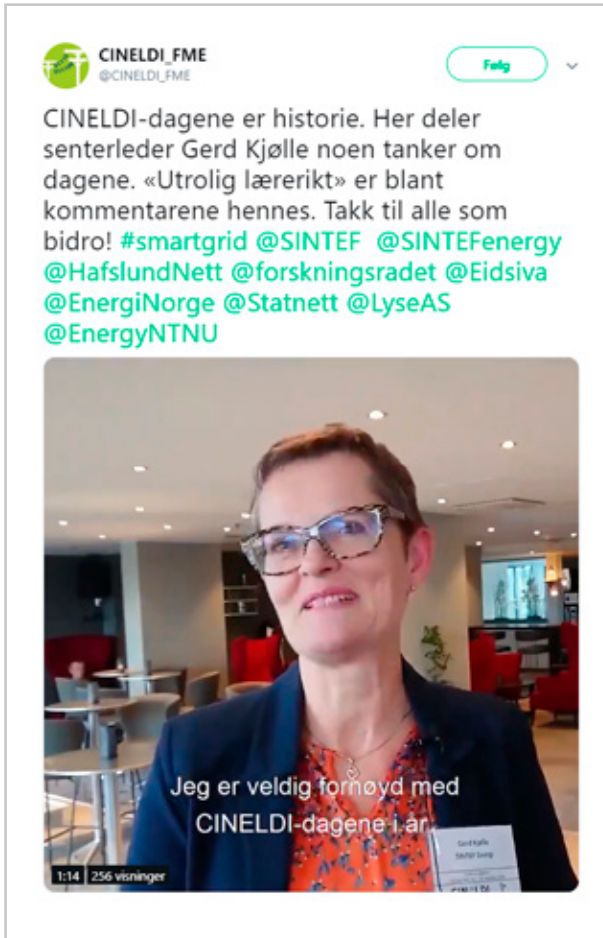 CINELDI_FME
@CINELDI_FME
Følg
CINELDI-dagene er historie. Her deler
senterleder Gerd Kjølle noen tanker om
dagene. «Utrolig lærerikt» er blant
kommentarene hennes. Takk til alle som
bidro! #smartgrid @SINTEF @SINTEFenergy
@HafslundNett @forskningsradet @Eidsiva
@EnergiNorge @Statnett @LyseAS
@EnergyNTNU
Jeg er veldig fornøyd med
CINELDI-dagene i år
Gerd Kjølle
SINTEF Energi
CINELDI
1:14 256 visninger